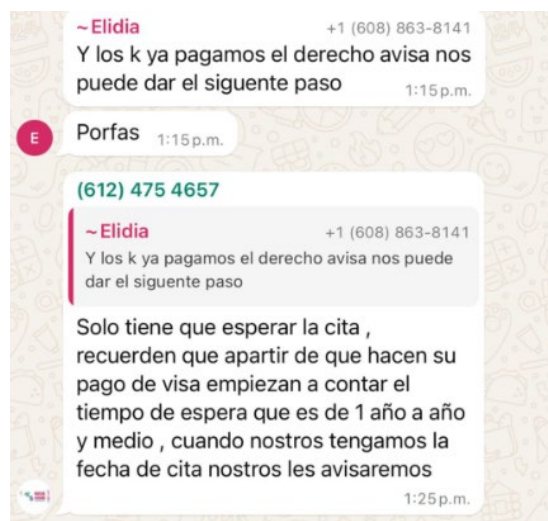 ~ Elidia +1 (608) 863-8141
Y los k ya pagamos el derecho avisa nos
puede dar el siguente paso 1:15 p.m.
E
Porfas 1:15 p.m.
(612) 475 4657
~ Elidia +1 (608) 863-8141
Y los k ya pagamos el derecho avisa nos puede
dar el siguente paso
Solo tiene que esperar la cita ,
recuerden que apartir de que hacen su
pago de visa empiezan a contar el
tiempo de espera que es de 1 año a año
y medio , cuando nostros tengamos la
fecha de cita nostros les avisaremos
1:25 p.m.